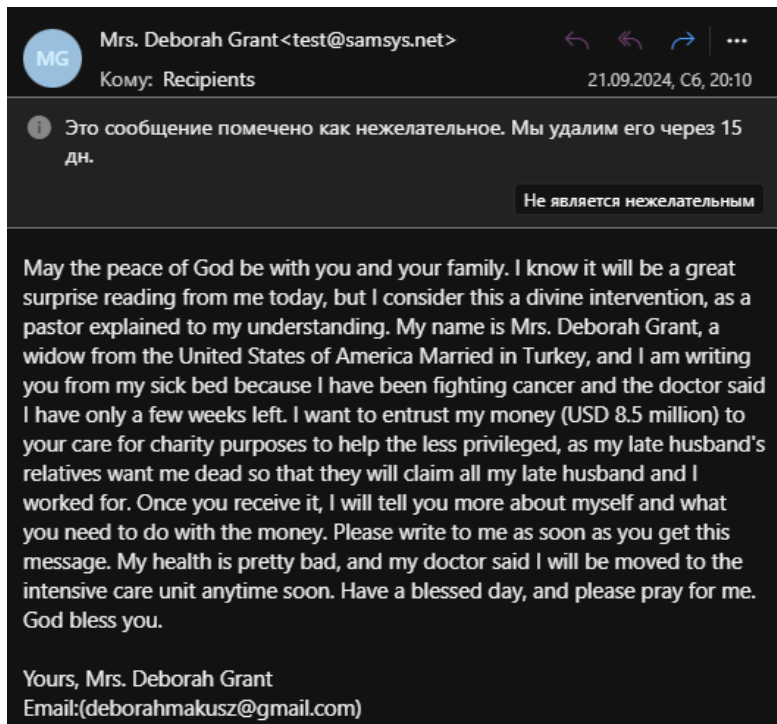 MG
Mrs. Deborah Grant<test@samsys.net>
Кому: Recipients
21.09.2024, Сб, 20:10
Это сообщение помечено как нежелательное. Мы удалим его через 15
дн.
Не является нежелательным
May the peace of God be with you and your family. I know it will be a great
surprise reading from me today, but I consider this a divine intervention, as a
pastor explained to my understanding. My name is Mrs. Deborah Grant, a
widow from the United States of America Married in Turkey, and I am writing
you from my sick bed because I have been fighting cancer and the doctor said
I have only a few weeks left. I want to entrust my money (USD 8.5 million) to
your care for charity purposes to help the less privileged, as my late husband's
relatives want me dead so that they will claim all my late husband and I
worked for. Once you receive it, I will tell you more about myself and what
you need to do with the money. Please write to me as soon as you get this
message. My health is pretty bad, and my doctor said I will be moved to the
intensive care unit anytime soon. Have a blessed day, and please pray for me.
God bless you.
Yours, Mrs. Deborah Grant
Email:(deborahmakusz@gmail.com)